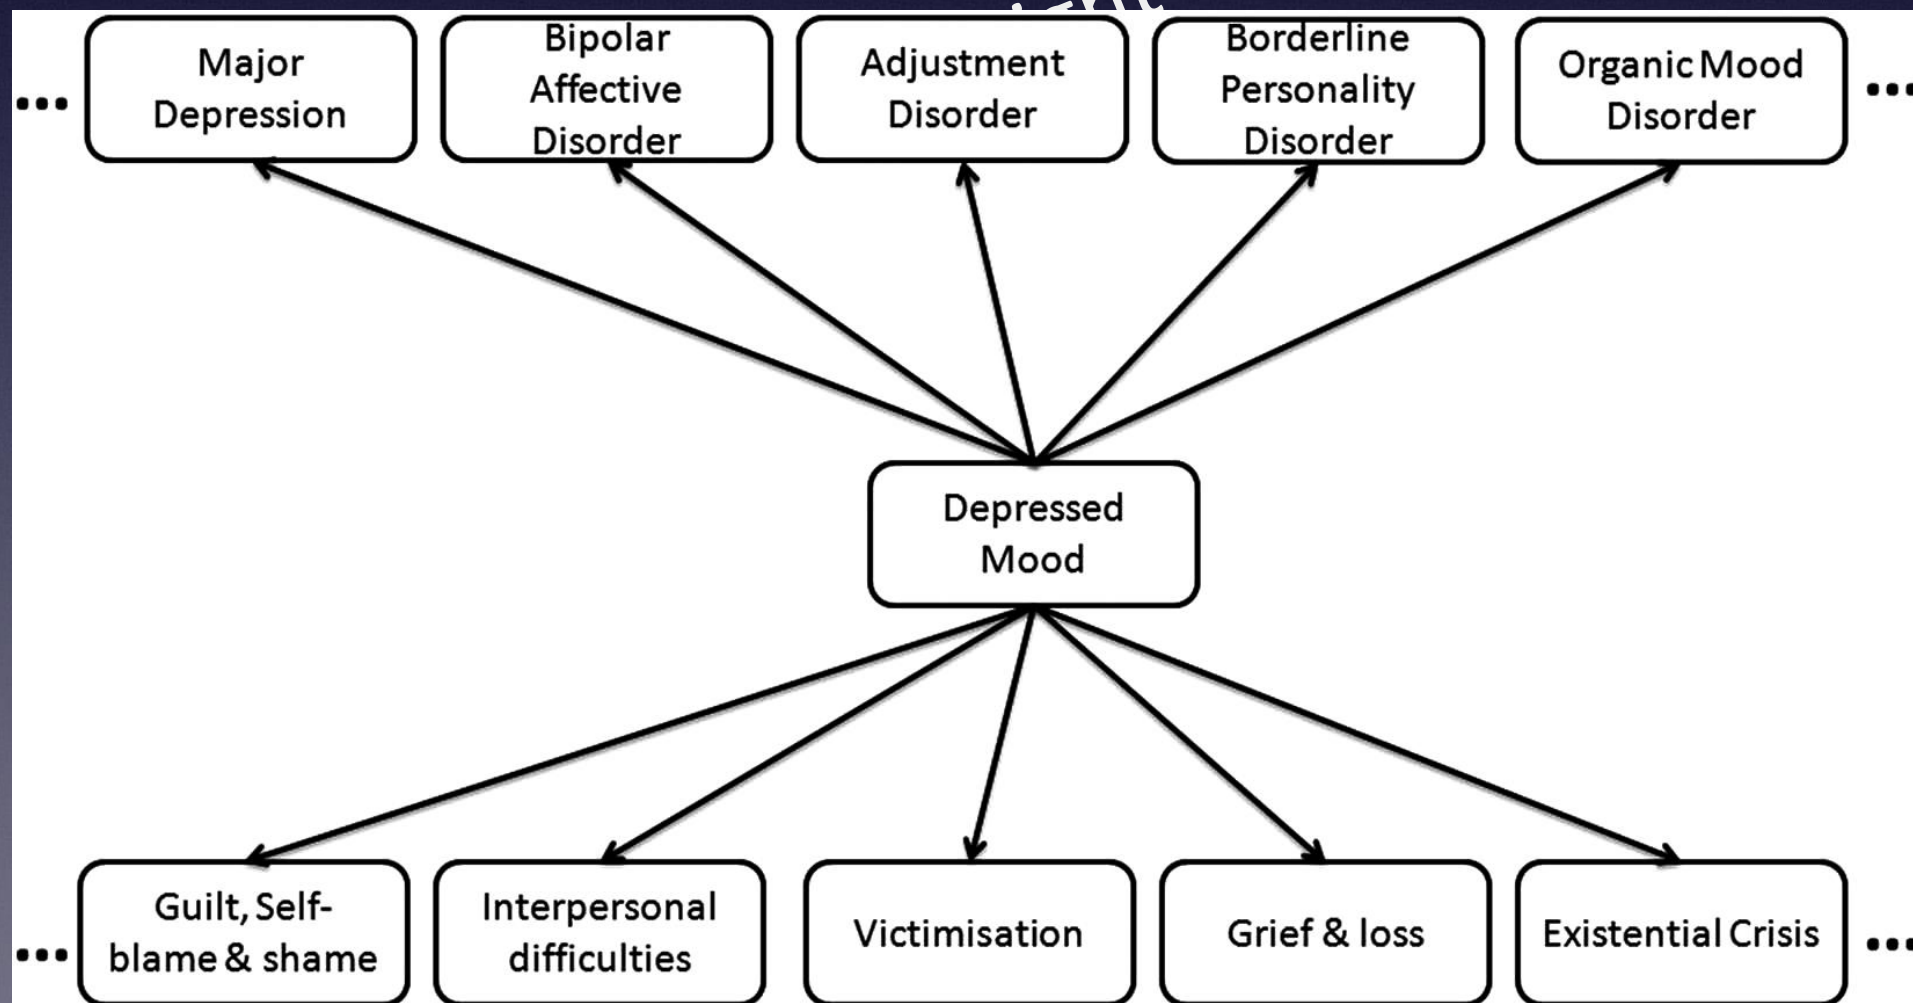 Major
Depression
Bipolar
Affective
Disorder
Adjustment
Disorder
Borderline
Personality
Disorder
Organic Mood
Disorder
...
...
Depressed
Mood
Guilt, Self-
blame & shame
Interpersonal
difficulties
Victimisation
Grief & loss
Existential Crisis
...
...